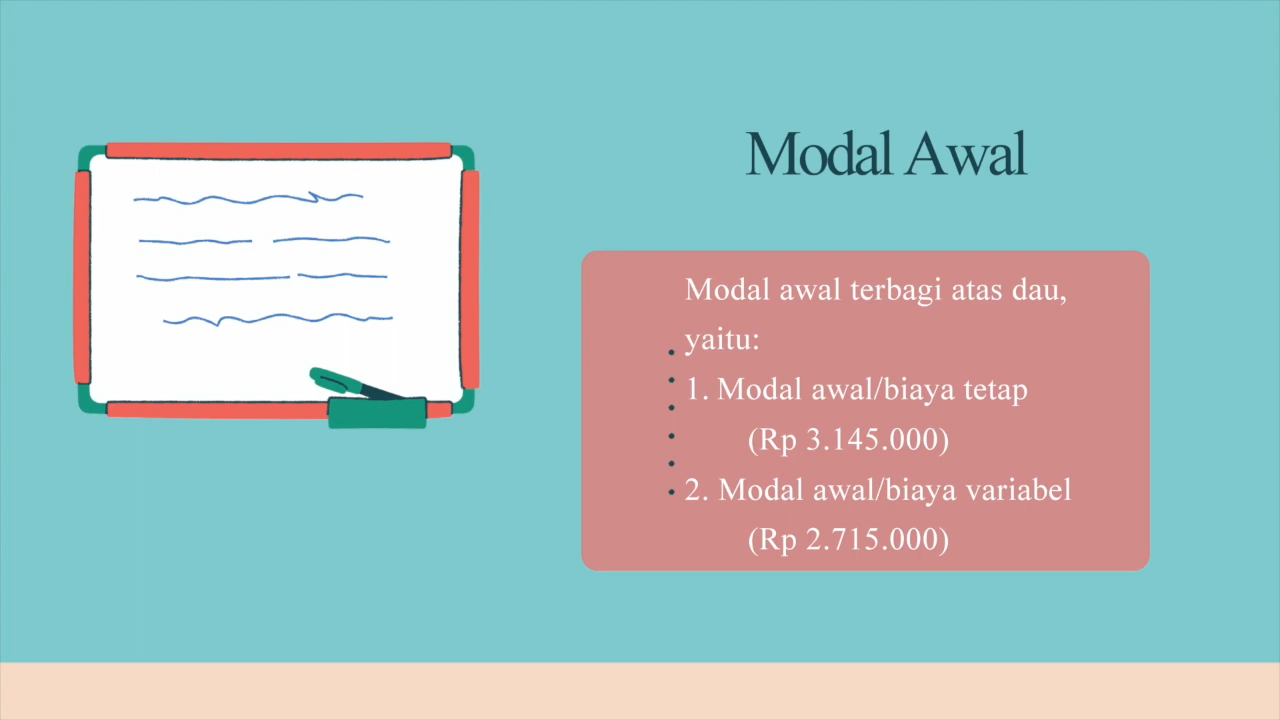 Modal Awal
Modal awal terbagi atas dau,
yaitu:
1. Modal awal/biaya tetap
(Rp 3.145.000)
2. Modal awal/biaya variabel
(Rp 2.715.000)